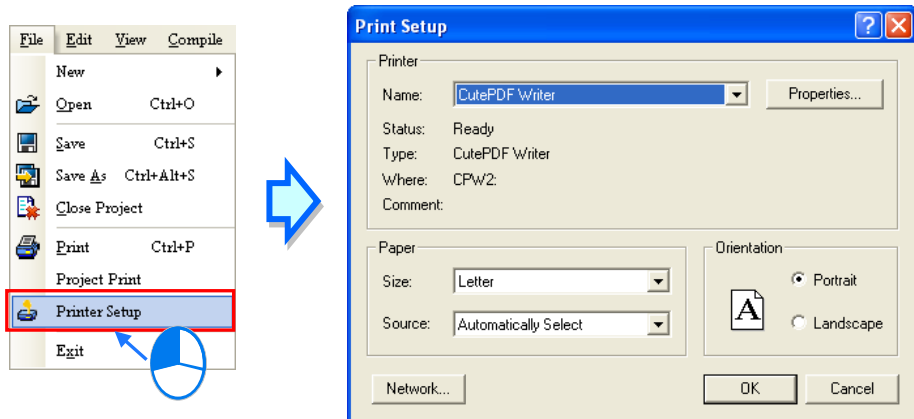 File Edit View Compile
New
Open Ctrl+O
Save Ctrl+S
Save As Ctrl+Alt+S
Close Project
Print Ctrl+P
Project Print
Printer Setup
Exit
Print Setup
Printer
Name: CutePDF Writer Properties...
Status: Ready
Type: CutePDF Writer
Where: CPW2:
Comment:
Paper
Size: Letter
Source: Automatically Select
Orientation
A
Portrait
Landscape
Network... OK Cancel